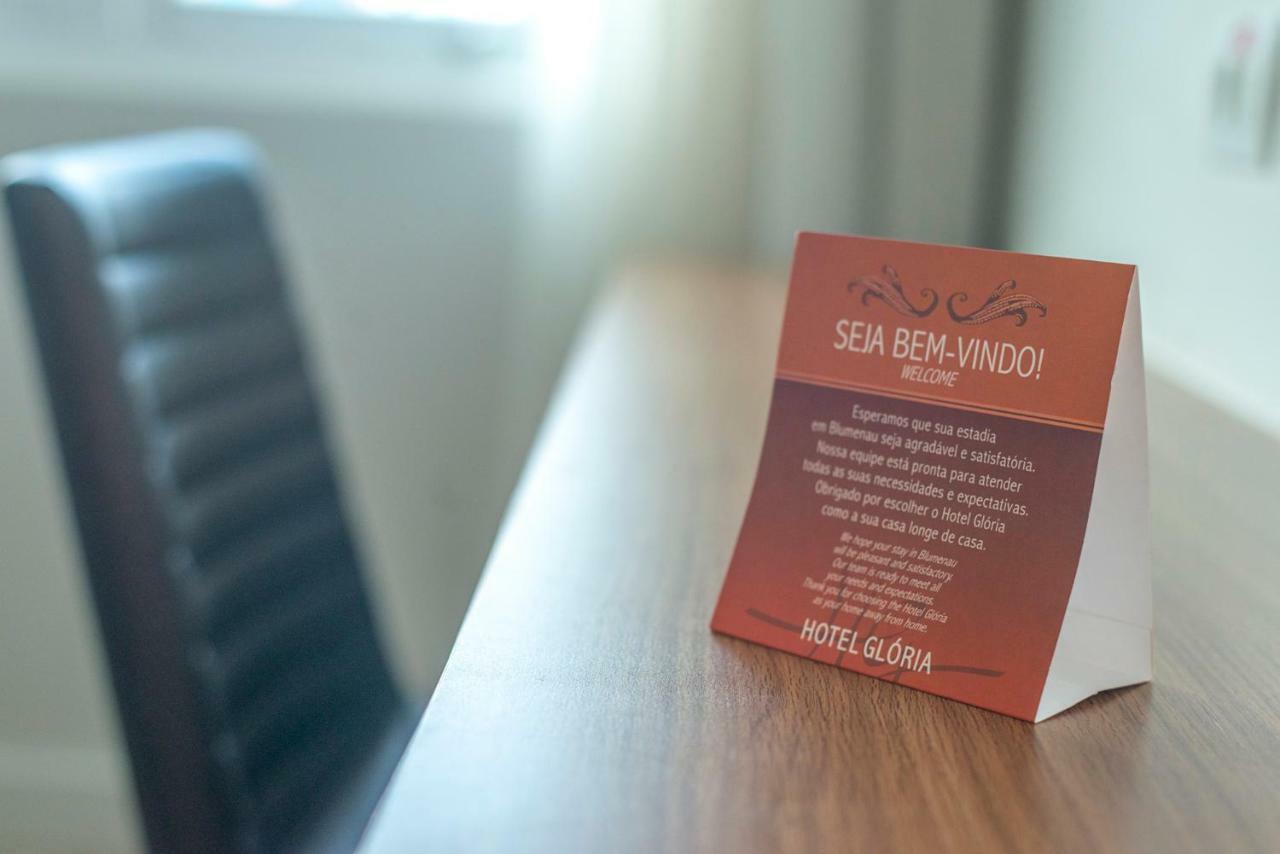 SEJA BEM-VINDO!
WELCOME
Esperamos que sua estadia
em Blumenau seja agradável e satisfatória.
Nossa equipe está pronta para atender
todas as suas necessidades e expectativas.
Obrigado por escolher o Hotel Glória
como a sua casa longe de casa.
We hope your stay in Blumenau
will be pleasant and satisfactory.
Our team is ready to meet all
your needs and expectations.
Thank you for choosing the Hotel Glória
as your home away from home.
HOTEL GLÓRIA